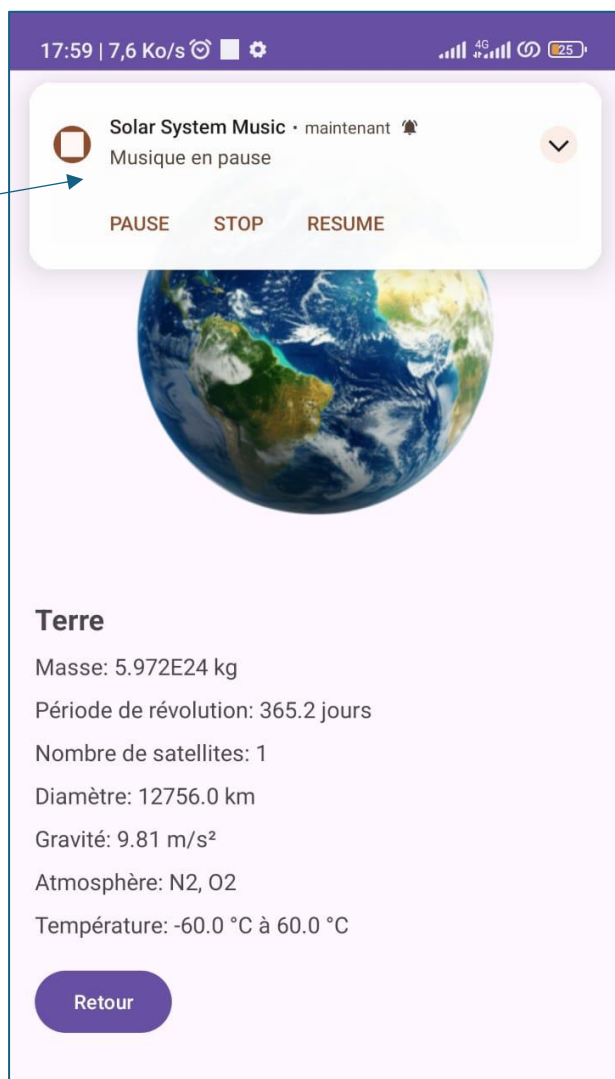 17:59 | 7,6 Ko/s 4G 25
Solar System Music • maintenant
Musique en pause
PAUSE STOP RESUME
Terre
Masse: 5.972E24 kg
Période de révolution: 365.2 jours
Nombre de satellites: 1
Diamètre: 12756.0 km
Gravité: 9.81 m/s²
Atmosphère: N2, O2
Température: -60.0 °C à 60.0 °C
Retour